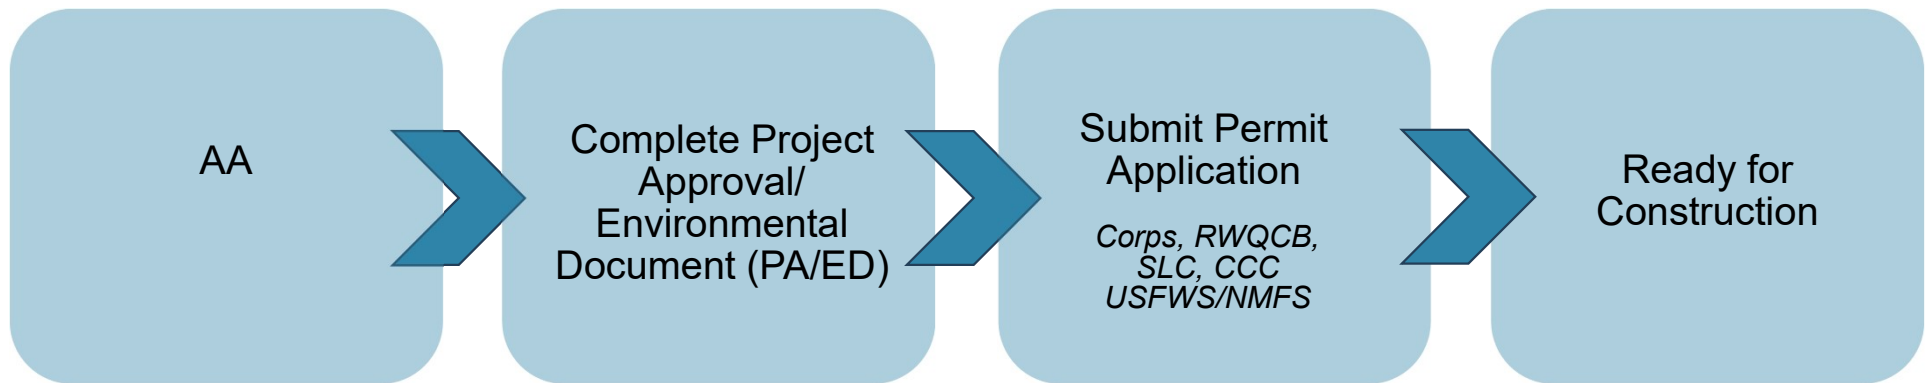 AA
Complete Project
Approval/
Environmental
Document (PA/ED)
Submit Permit
Application
Corps, RWQCB,
SLC, CCC
USFWS/NMFS
Ready for
Construction